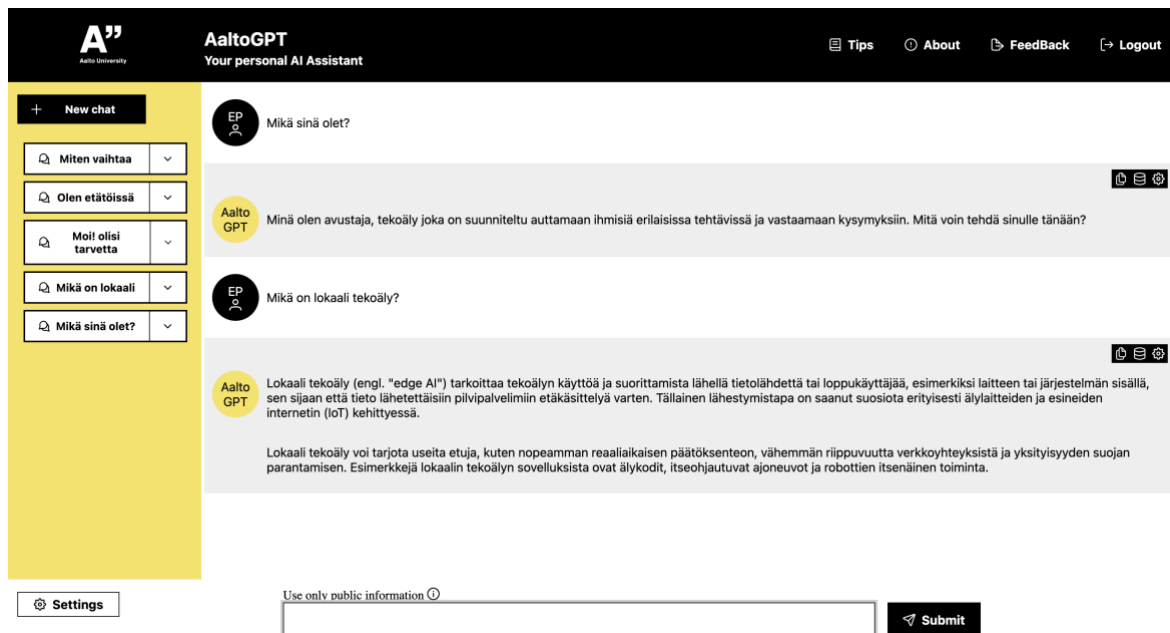 A”
Aalto University
AaltoGPT
Your personal AI Assistant
Tips
About
FeedBack
Logout
+ New chat
Miten vaihtaa
Olen etätöissä
Moi! olisi
tarvetta
Mikä on lokaali
Mikä sinä olet?
Settings
EP
Mikä sinä olet?
Aalto
GPT
Minä olen avustaja, tekoäly joka on suunniteltu auttamaan ihmisiä erilaisissa tehtävissä ja vastaamaan kysymyksiin. Mitä voin tehdä sinulle tänään?
EP
Mikä on lokaali tekoäly?
Aalto
GPT
Lokaali tekoäly (engl. "edge AI") tarkoittaa tekoälyn käyttöä ja suorittamista lähellä tietolähdettä tai loppukäyttäjää, esimerkiksi laitteen tai järjestelmän sisällä,
sen sijaan että tieto lähetettäisiin pilvipalvelimiin etäkäsittelyä varten. Tällainen lähestymistapa on saanut suosiota erityisesti älylaitteiden ja esineiden
internetin (IoT) kehittyessä.
Lokaali tekoäly voi tarjota useita etuja, kuten nopeamman reaaliaikaisen päätöksenteon, vähemmän riippuvuutta verkkoyhteyksistä ja yksityisyyden suojan
parantamisen. Esimerkkejä lokaalin tekoälyn sovelluksista ovat älykodit, itseohjautuvat ajoneuvot ja robottien itsenäinen toiminta.
Use only public information
Submit